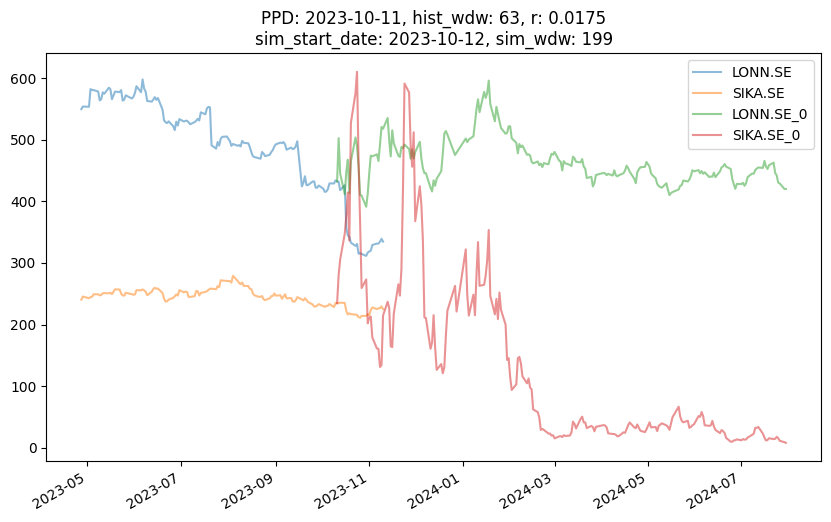 PPD: 2023-10-11, hist_wdw: 63, r: 0.0175
sim_start_date: 2023-10-12, sim_wdw: 199
LONN.SE
SIKA.SE
LONN.SE_0
SIKA.SE_0
600
500
400
300
200
100
0
2023-05
2023-07
2023-09
2023-11
2024-01
2024-03
2024-05
2024-07